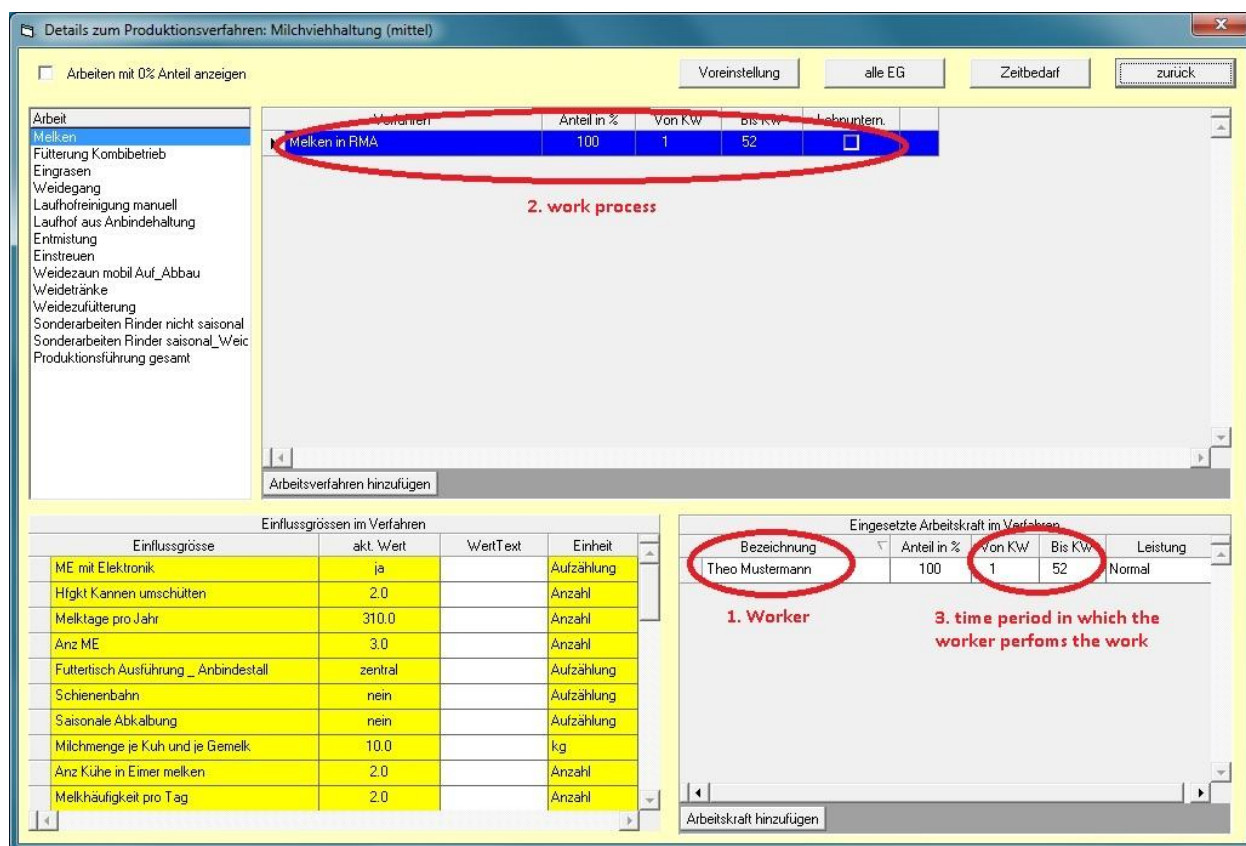 Details zum Produktionsverfahren: Milchviehhaltung (mittel)
Arbeiten mit 0% Anteil anzeigen
Voreinstellung
alle EG
Zeitbedarf
zurück
Arbeit
Melken
Fütterung Kombibetrieb
Eingrasen
Weidegang
Laufhofreinigung manuell
Laufhof aus Anbindehaltung
Entmistung
Einstreuen
Weidezaun mobil Auf_Abbau
Weidetränke
Weidezufütterung
Sonderarbeiten Rinder nicht saisonal
Sonderarbeiten Rinder saisonal_Weic
Produktionsführung gesamt
Verfahren Anteil in % Von KW Bis KW Lohnuntern.
Melken in RMA 100 1 52
2. work process
Arbeitsverfahren hinzufügen
Einflussgrössen im Verfahren
Einflussgrösse akt. Wert WertText Einheit
ME mit Elektronik ja Aufzählung
Hfgkt Kannen umschütten 2.0 Anzahl
Melktage pro Jahr 310.0 Anzahl
Anz ME 3.0 Anzahl
Futtertisch Ausführung _ Anbindestall zentral Aufzählung
Schienenbahn nein Aufzählung
Saisonale Abkalbung nein Aufzählung
Milchmenge je Kuh und je Gemelk 10.0 kg
Anz Kühe in Eimer melken 2.0 Anzahl
Melkhäufigkeit pro Tag 2.0 Anzahl
Eingesetzte Arbeitskraft im Verfahren
Bezeichnung Anteil in % Von KW Bis KW Leistung
Theo Mustermann 100 1 52 Normal
1. Worker
3. time period in which the
worker perfoms the work
Arbeitskraft hinzufügen